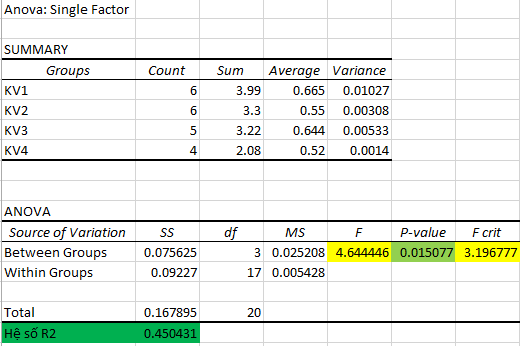 Anova: Single Factor
SUMMARY
Groups Count Sum Average Variance
KV1 6 3.99 0.665 0.01027
KV2 6 3.3 0.55 0.00308
KV3 5 3.22 0.644 0.00533
KV4 4 2.08 0.52 0.0014
ANOVA
Source of Variation SS df MS F P-value F crit
Between Groups 0.075625 3 0.025208 4.644446 0.015077 3.196777
Within Groups 0.09227 17 0.005428
Total 0.167895 20
Hệ số R2 0.450431